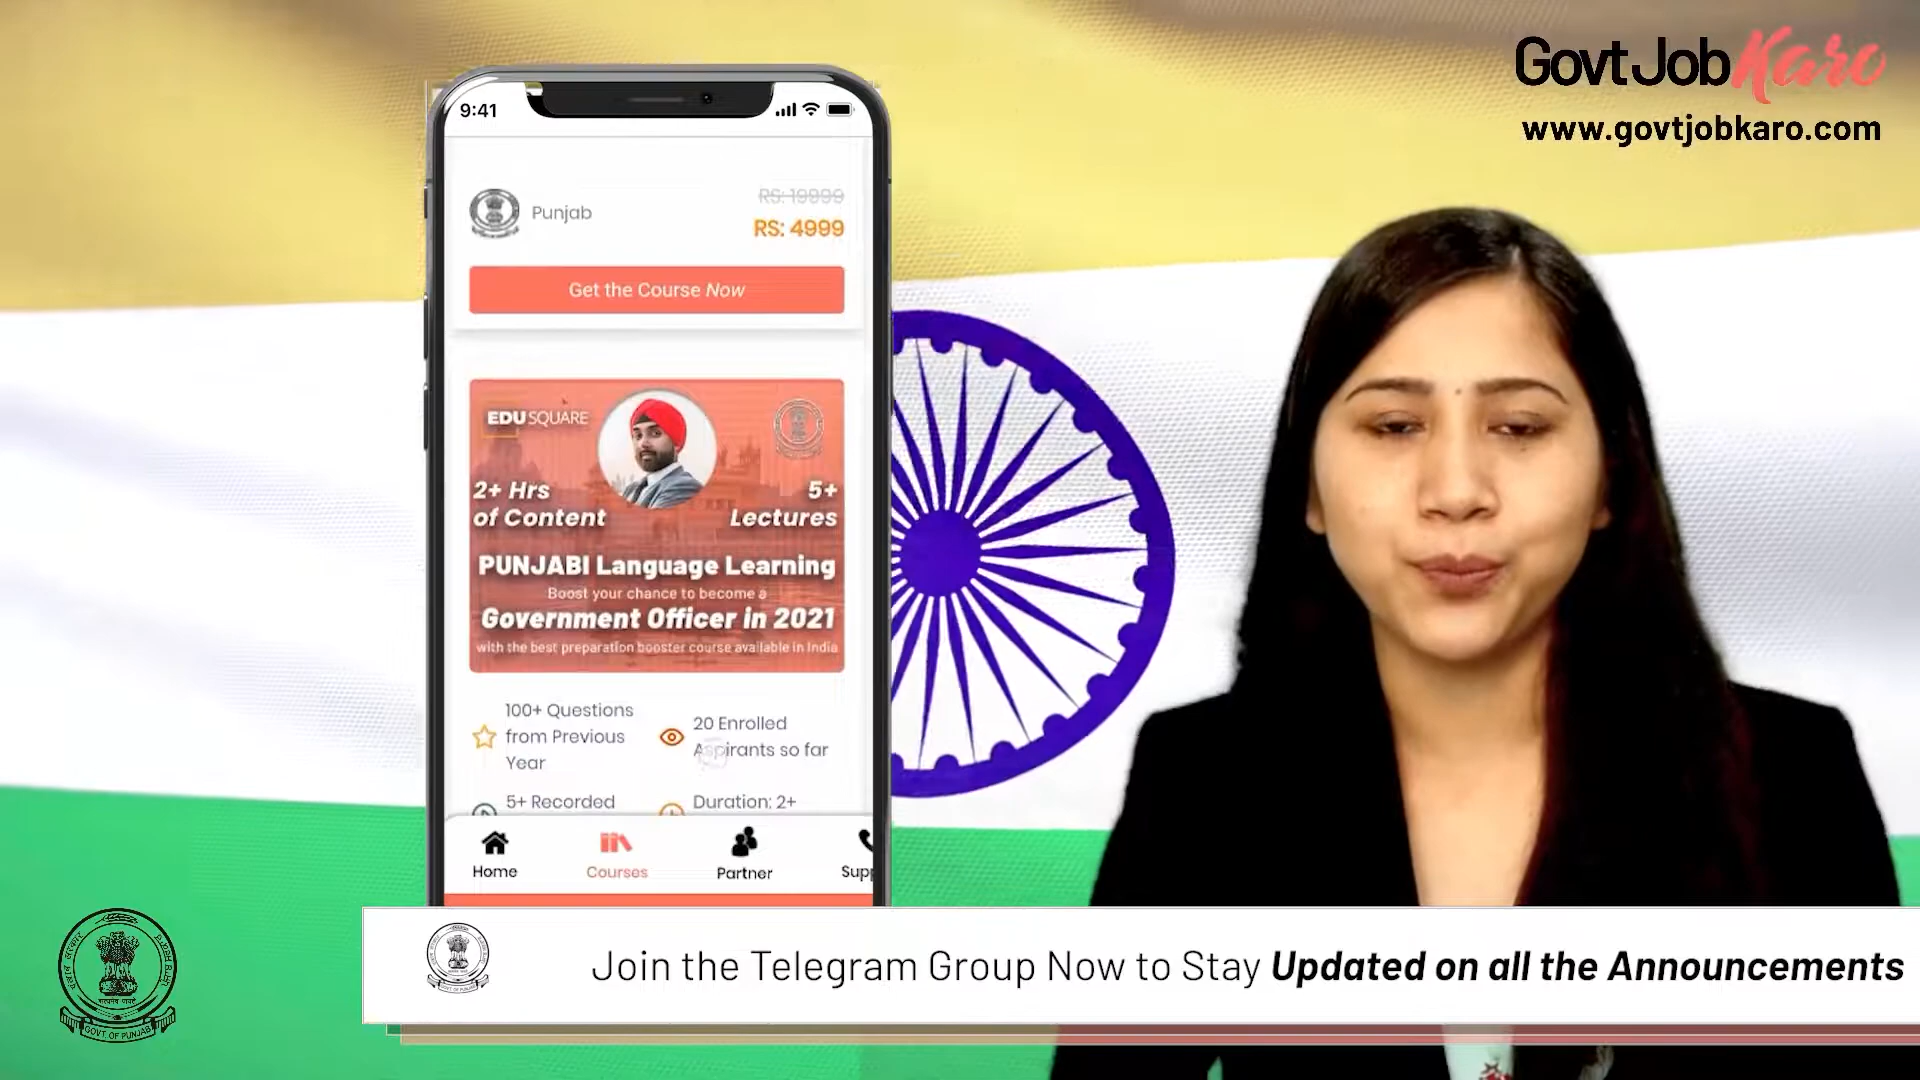 GovtJobKaro
www.govtjobkaro.com
9:41
Punjab
RS: 19999
RS: 4999
Get the Course Now
EDU SQUARE
2+ Hrs
of Content
5+
Lectures
PUNJABI Language Learning
Boost your chance to become a
Government Officer in 2021
with the best preparation booster course available in India
100+ Questions
from Previous
Year
20 Enrolled
Aspirants so far
5+ Recorded
Duration: 2+
Home
Courses
Partner
Supp
Join the Telegram Group Now to Stay Updated on all the Announcements
GOVT. OF PUNJAB